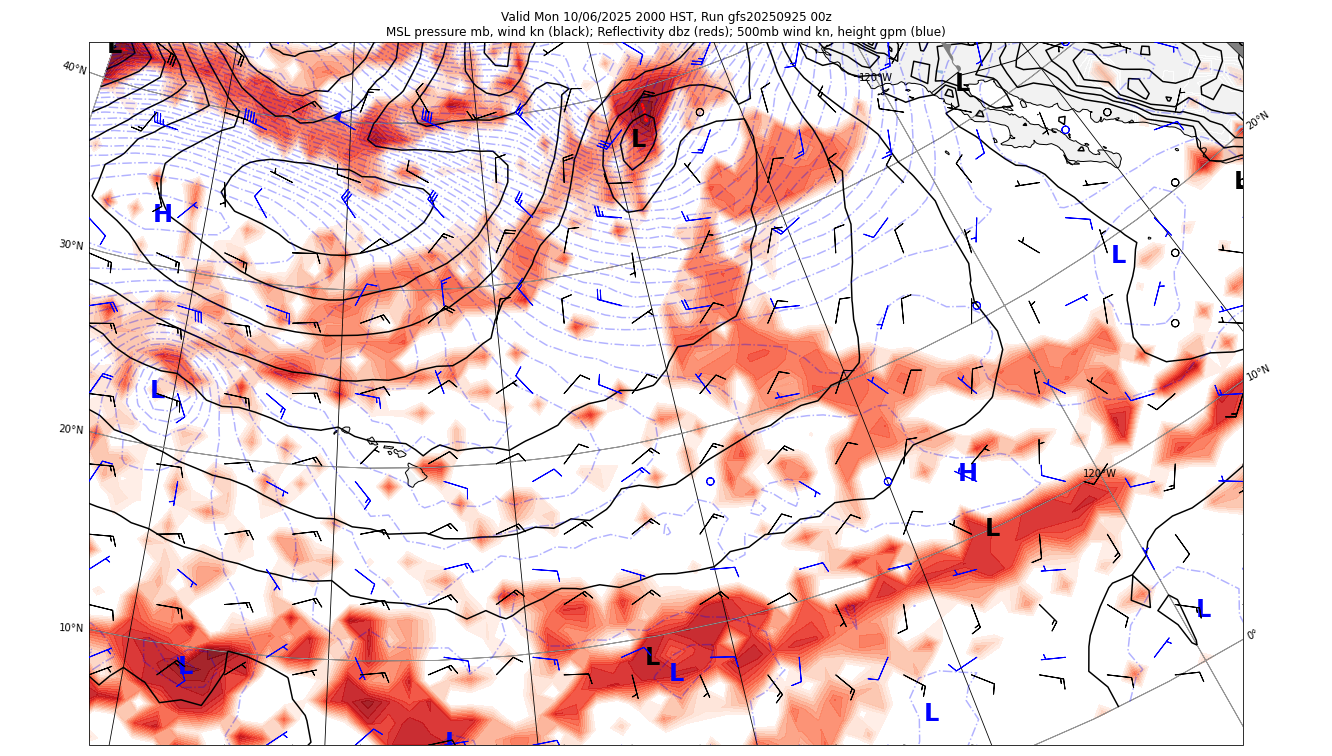 Valid Mon 10/06/2025 2000 HST, Run gfs20250925 00z
MSL pressure mb, wind kn (black); Reflectivity dbz (reds); 500mb wind kn, height gpm (blue)
L
40°N
120°W
L
20°N
L
L
H
30°N
L
10°N
L
20°N
H
120°W
L
10°N
L
0°
L
L
L
L
L